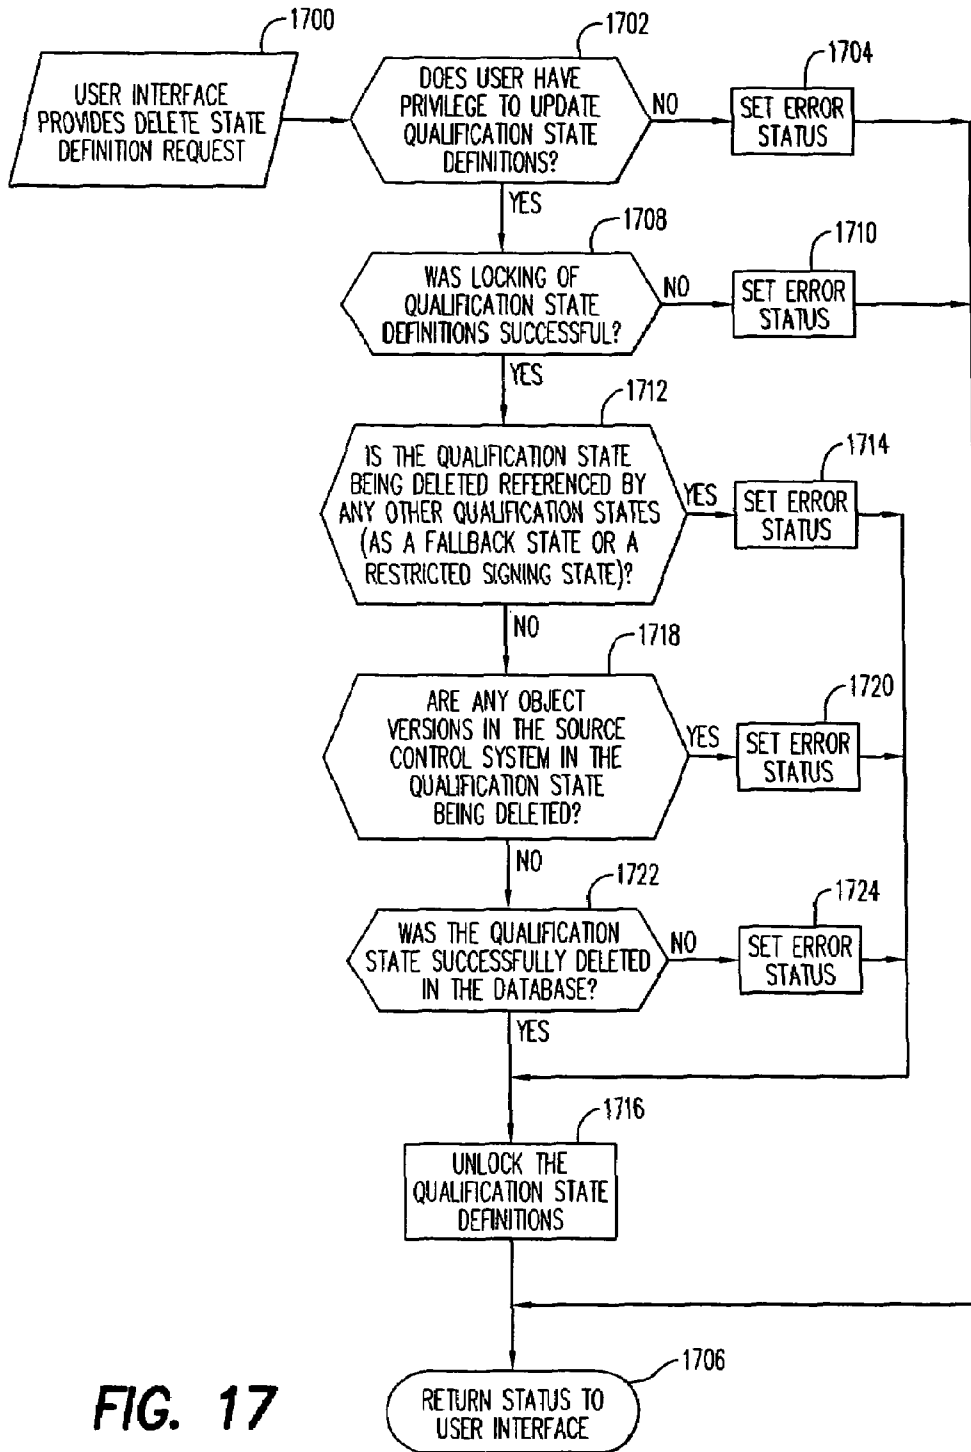 1700
USER INTERFACE
PROVIDES DELETE STATE
DEFINITION REQUEST
1702
DOES USER HAVE
PRIVILEGE TO UPDATE
QUALIFICATION STATE
DEFINITIONS?
NO
1704
SET ERROR
STATUS
YES
1708
WAS LOCKING OF
QUALIFICATION STATE
DEFINITIONS SUCCESSFUL?
NO
1710
SET ERROR
STATUS
YES
1712
IS THE QUALIFICATION STATE
BEING DELETED REFERENCED BY
ANY OTHER QUALIFICATION STATES
(AS A FALLBACK STATE OR A
RESTRICTED SIGNING STATE)?
YES
1714
SET ERROR
STATUS
NO
1718
ARE ANY OBJECT
VERSIONS IN THE SOURCE
CONTROL SYSTEM IN THE
QUALIFICATION STATE
BEING DELETED?
YES
1720
SET ERROR
STATUS
NO
1722
WAS THE QUALIFICATION
STATE SUCCESSFULLY DELETED
IN THE DATABASE?
NO
1724
SET ERROR
STATUS
YES
1716
UNLOCK THE
QUALIFICATION STATE
DEFINITIONS
1706
RETURN STATUS TO
USER INTERFACE
FIG. 17